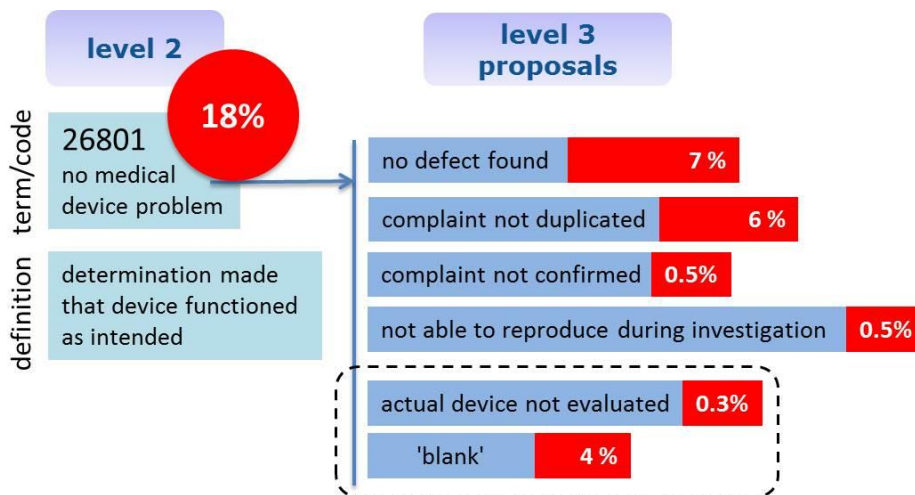 level 2
18%
term/code
26801
no medical
device problem
definition
determination made
that device functioned
as intended
level 3
proposals
no defect found 7 %
complaint not duplicated 6 %
complaint not confirmed 0.5%
not able to reproduce during investigation 0.5%
actual device not evaluated 0.3%
'blank' 4 %